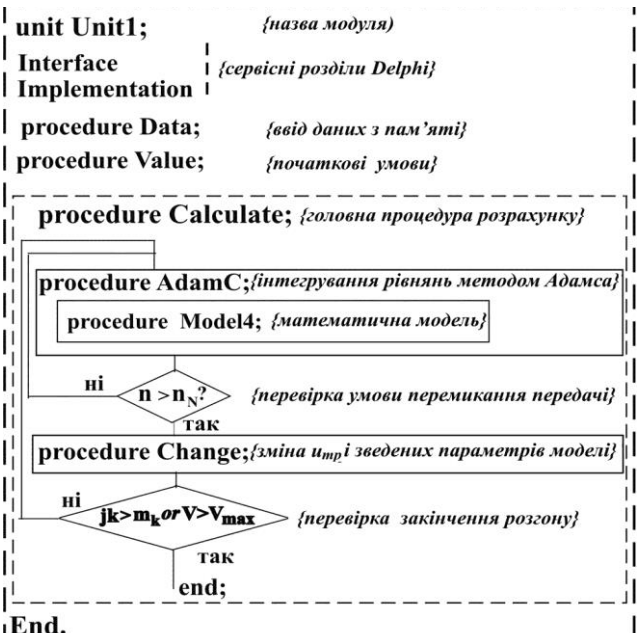 unit Unit1; {назва модуля)
Interface
Implementation {сервісні розділи Delphi}
procedure Data; {ввід даних з пам’яті}
procedure Value; {початкові умови}
procedure Calculate; {головна процедура розрахунку}
procedure AdamC;{інтегрування рівнянь методом Адамса}
procedure Model4; {математична модель}
ні
n >nN? {перевірка умови перемикання передачі}
так
procedure Change;{зміна uтр і зведених параметрів моделі}
ні
jk>mk or V>Vmax {перевірка закінчення розгону}
так
end;
End.